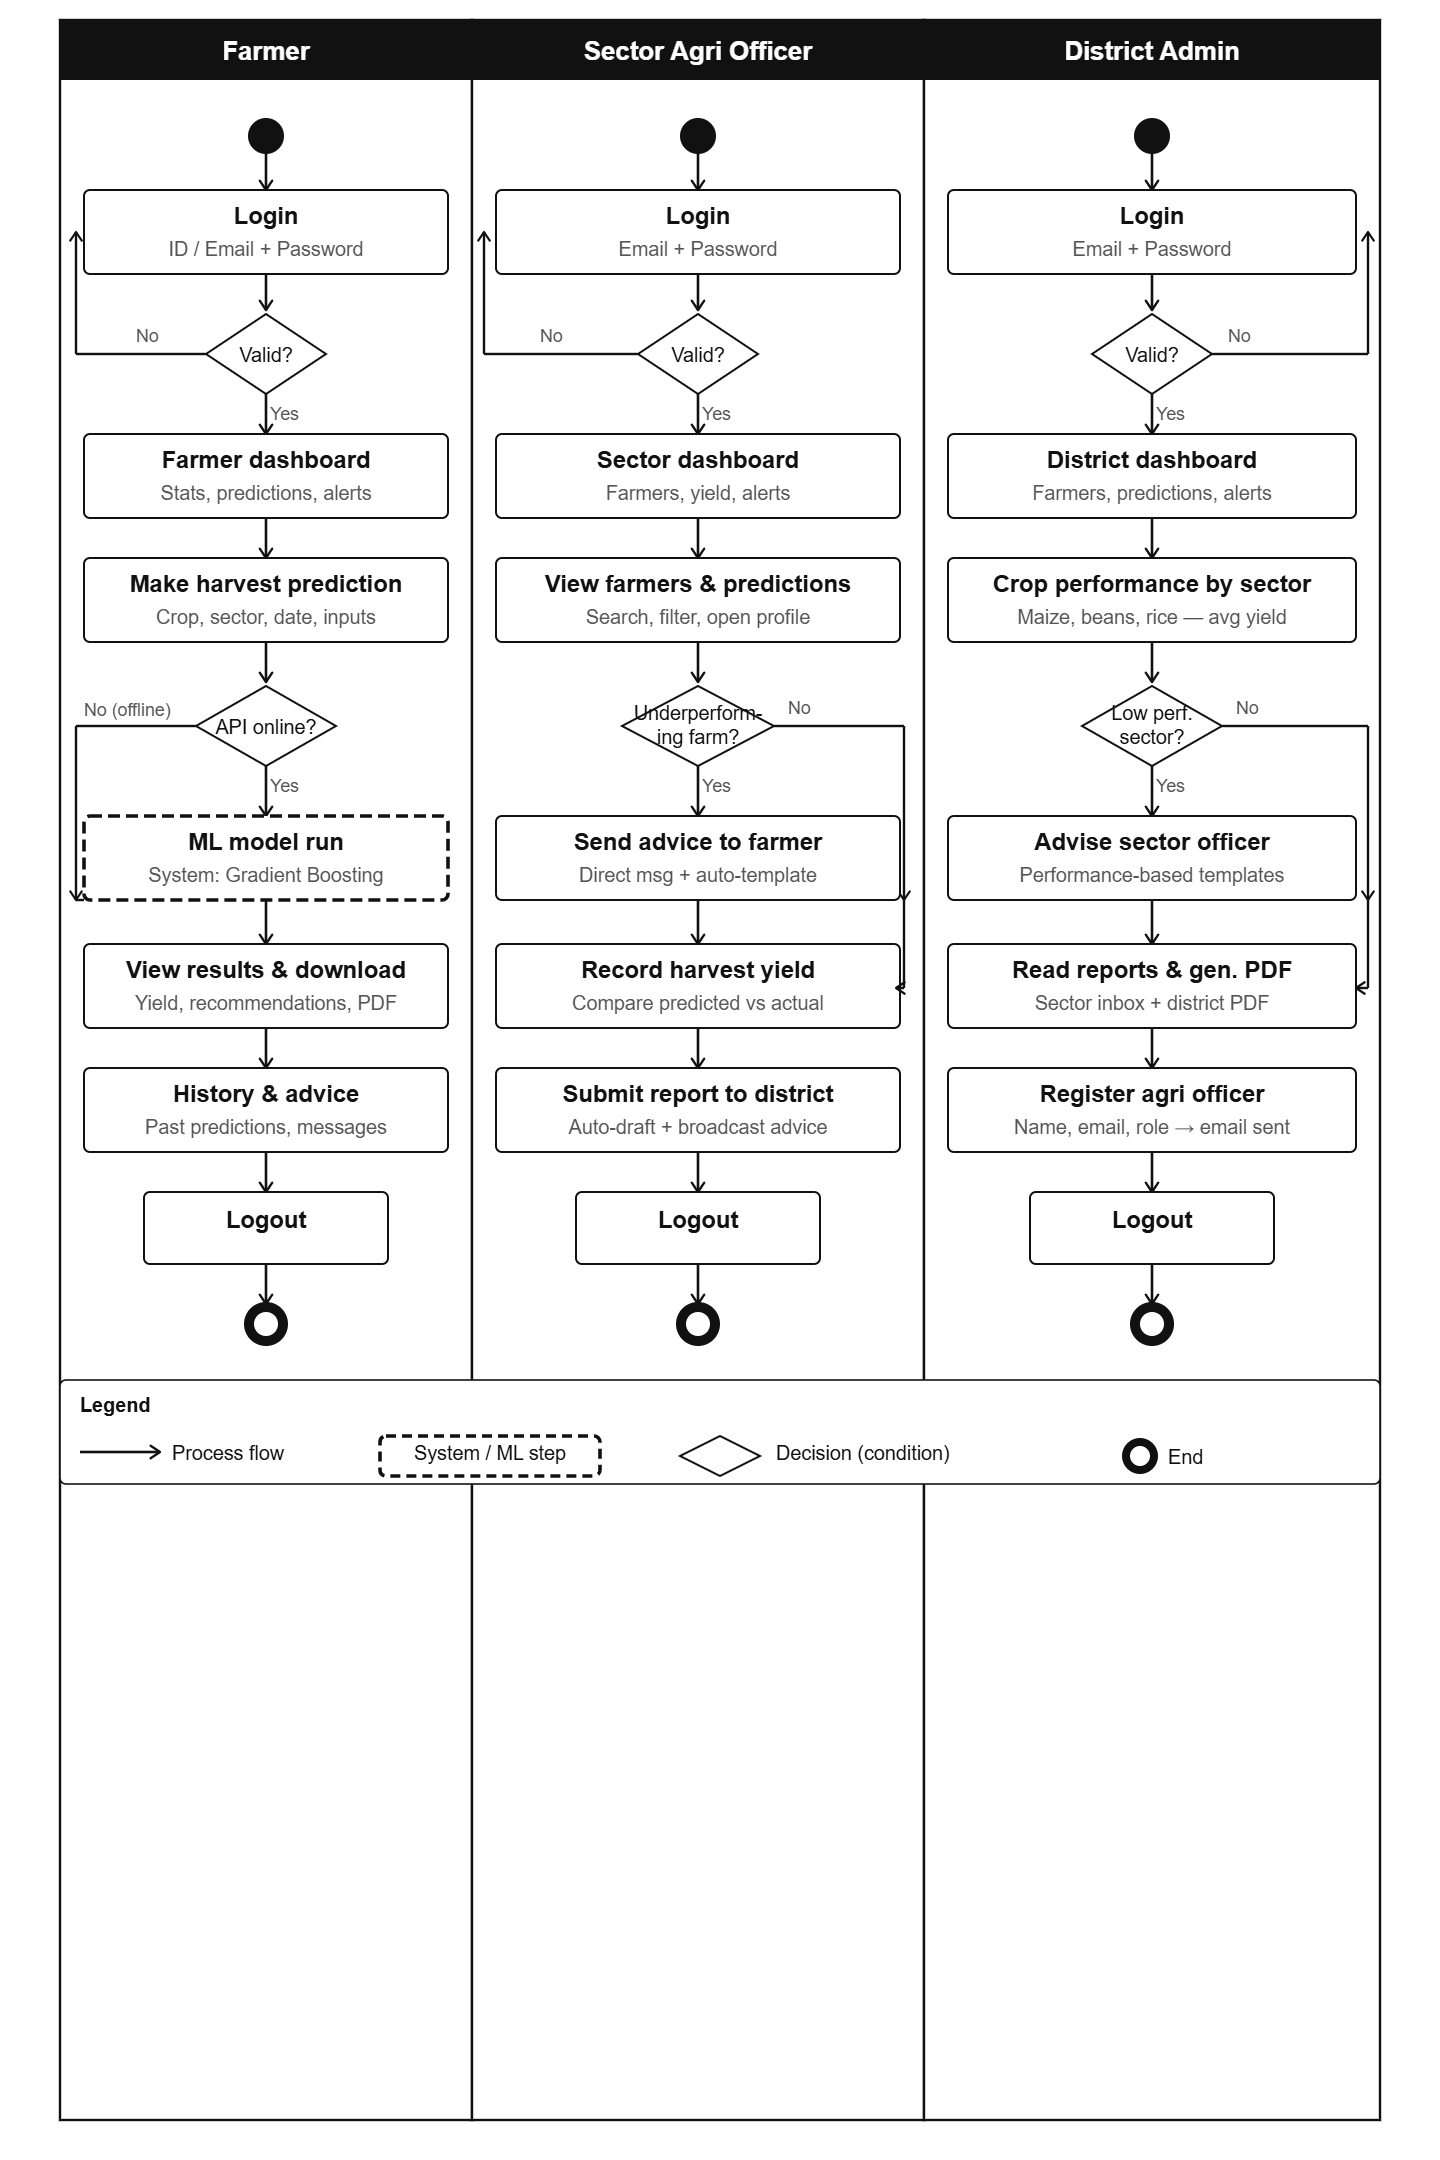 Farmer
Sector Agri Officer
District Admin
Login
ID / Email + Password
Login
Email + Password
Login
Email + Password
No
Valid?
No
Valid?
Valid?
No
Yes
Yes
Yes
Farmer dashboard
Stats, predictions, alerts
Sector dashboard
Farmers, yield, alerts
District dashboard
Farmers, predictions, alerts
Make harvest prediction
Crop, sector, date, inputs
View farmers & predictions
Search, filter, open profile
Crop performance by sector
Maize, beans, rice — avg yield
No (offline)
API online?
Underperform-
ing farm?
No
Low perf.
sector?
No
Yes
Yes
Yes
ML model run
System: Gradient Boosting
Send advice to farmer
Direct msg + auto-template
Advise sector officer
Performance-based templates
View results & download
Yield, recommendations, PDF
Record harvest yield
Compare predicted vs actual
Read reports & gen. PDF
Sector inbox + district PDF
History & advice
Past predictions, messages
Submit report to district
Auto-draft + broadcast advice
Register agri officer
Name, email, role → email sent
Logout
Logout
Logout
Legend
Process flow
System / ML step
Decision (condition)
End